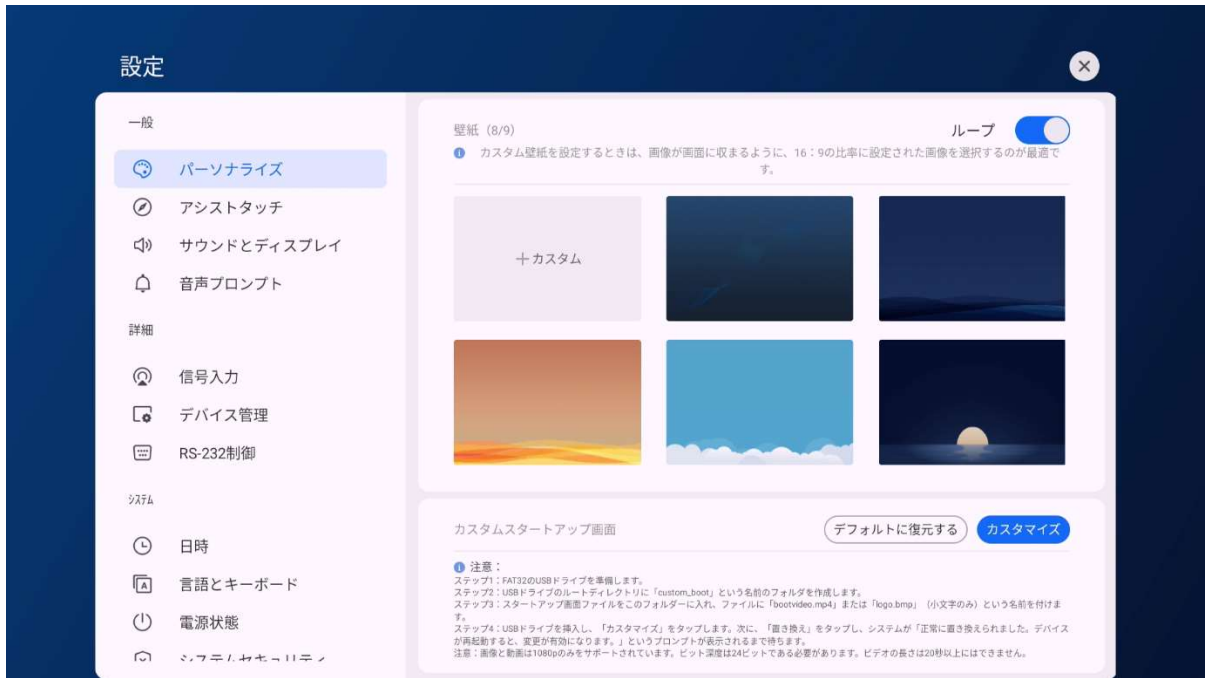 設定
一般
パーソナライズ
アシストタッチ
サウンドとディスプレイ
音声プロンプト
詳細
信号入力
デバイス管理
RS-232制御
システム
日時
言語とキーボード
電源状態
システムセキュリティ
壁紙（8/9）
ループ
カスタム壁紙を設定するときは、画像が画面に収まるように、16：9の比率に設定された画像を選択するのが最適で
す。
＋カスタム
カスタムスタートアップ画面
デフォルトに復元する
カスタマイズ
注意：
ステップ1：FAT32のUSBドライブを準備します。
ステップ2：USBドライブのルートディレクトリに「custom_boot」という名前のフォルダを作成します。
ステップ3：スタートアップ画面ファイルをこのフォルダーに入れ、ファイルに「bootvideo.mp4」または「logo.bmp」（小文字のみ）という名前を付けま
す。
ステップ4：USBドライブを挿入し、「カスタマイズ」をタップします。次に、「置き換え」をタップし、システムが「正常に置き換えられました。デバイス
が再起動すると、変更が有効になります。」というプロンプトが表示されるまで待ちます。
注意：画像と動画は1080pのみをサポートされています。ビット深度は24ビットである必要があります。ビデオの長さは20秒以上にはできません。